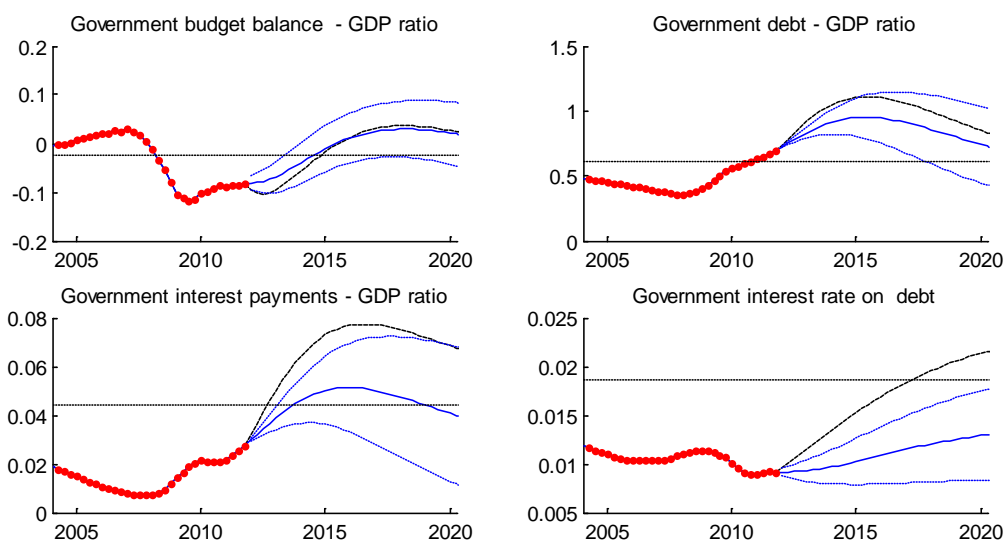 Government budget balance - GDP ratio
0.2
0.1
0
-0.1
-0.2
2005 2010 2015 2020
Government debt - GDP ratio
1.5
1
0.5
0
2005 2010 2015 2020
Government interest payments - GDP ratio
0.08
0.06
0.04
0.02
0
2005 2010 2015 2020
Government interest rate on debt
0.025
0.02
0.015
0.01
0.005
2005 2010 2015 2020